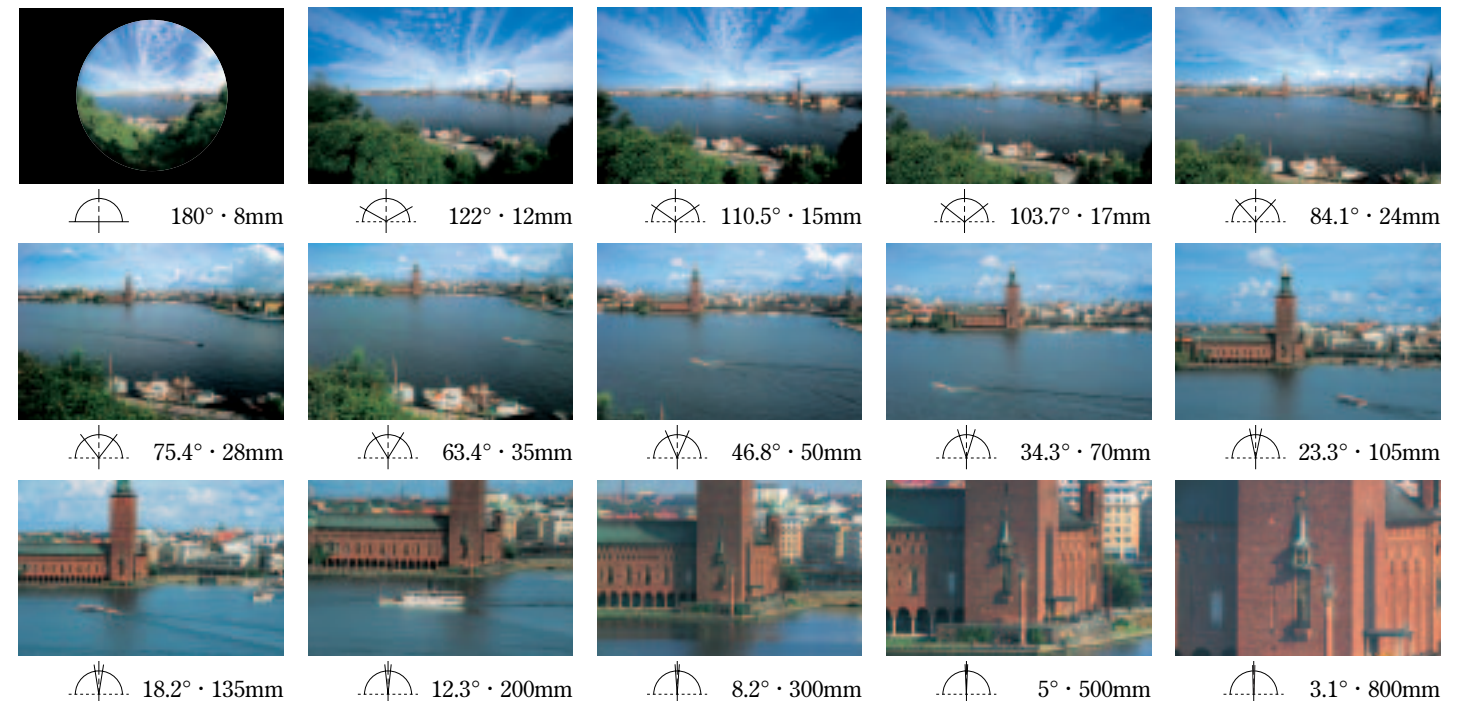 180° · 8mm
122° · 12mm
110.5° · 15mm
103.7° · 17mm
84.1° · 24mm
75.4° · 28mm
63.4° · 35mm
46.8° · 50mm
34.3° · 70mm
23.3° · 105mm
18.2° · 135mm
12.3° · 200mm
8.2° · 300mm
5° · 500mm
3.1° · 800mm